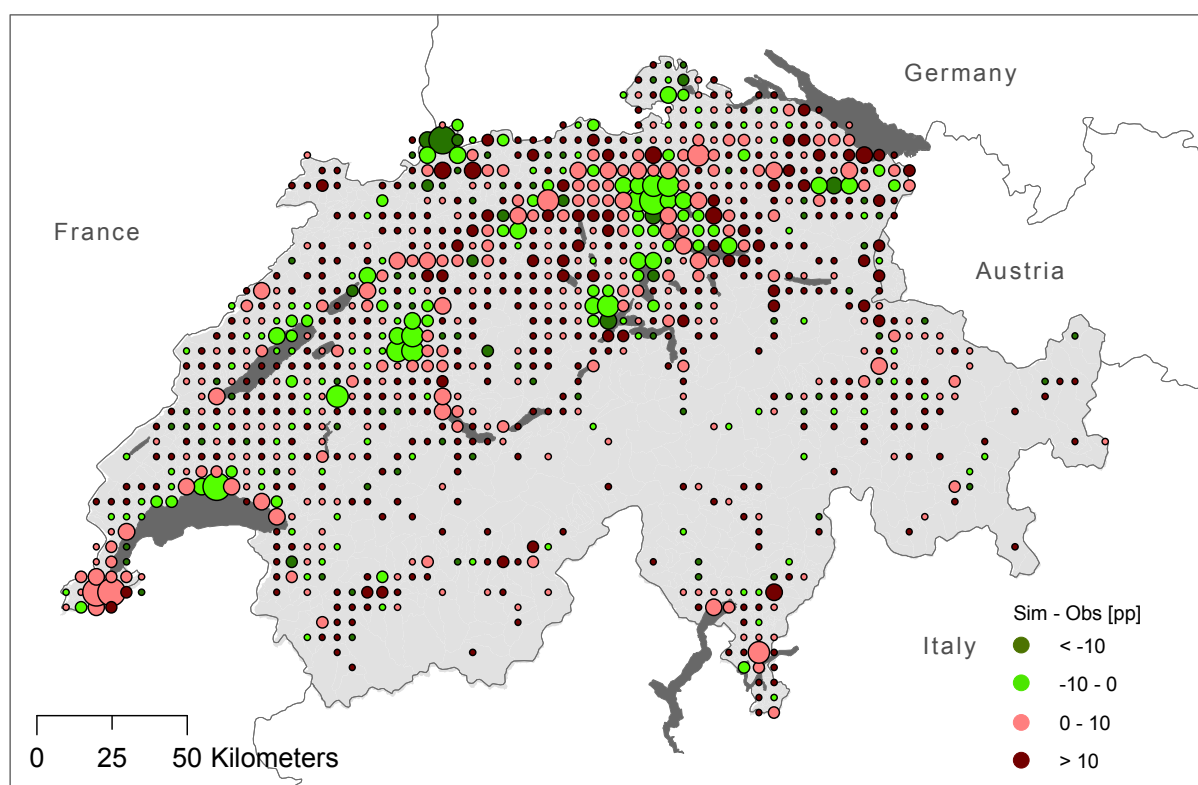 Germany
France
Austria
Sim - Obs [pp]
Italy
< -10
-10 - 0
0 - 10
> 10
0 25 50 Kilometers